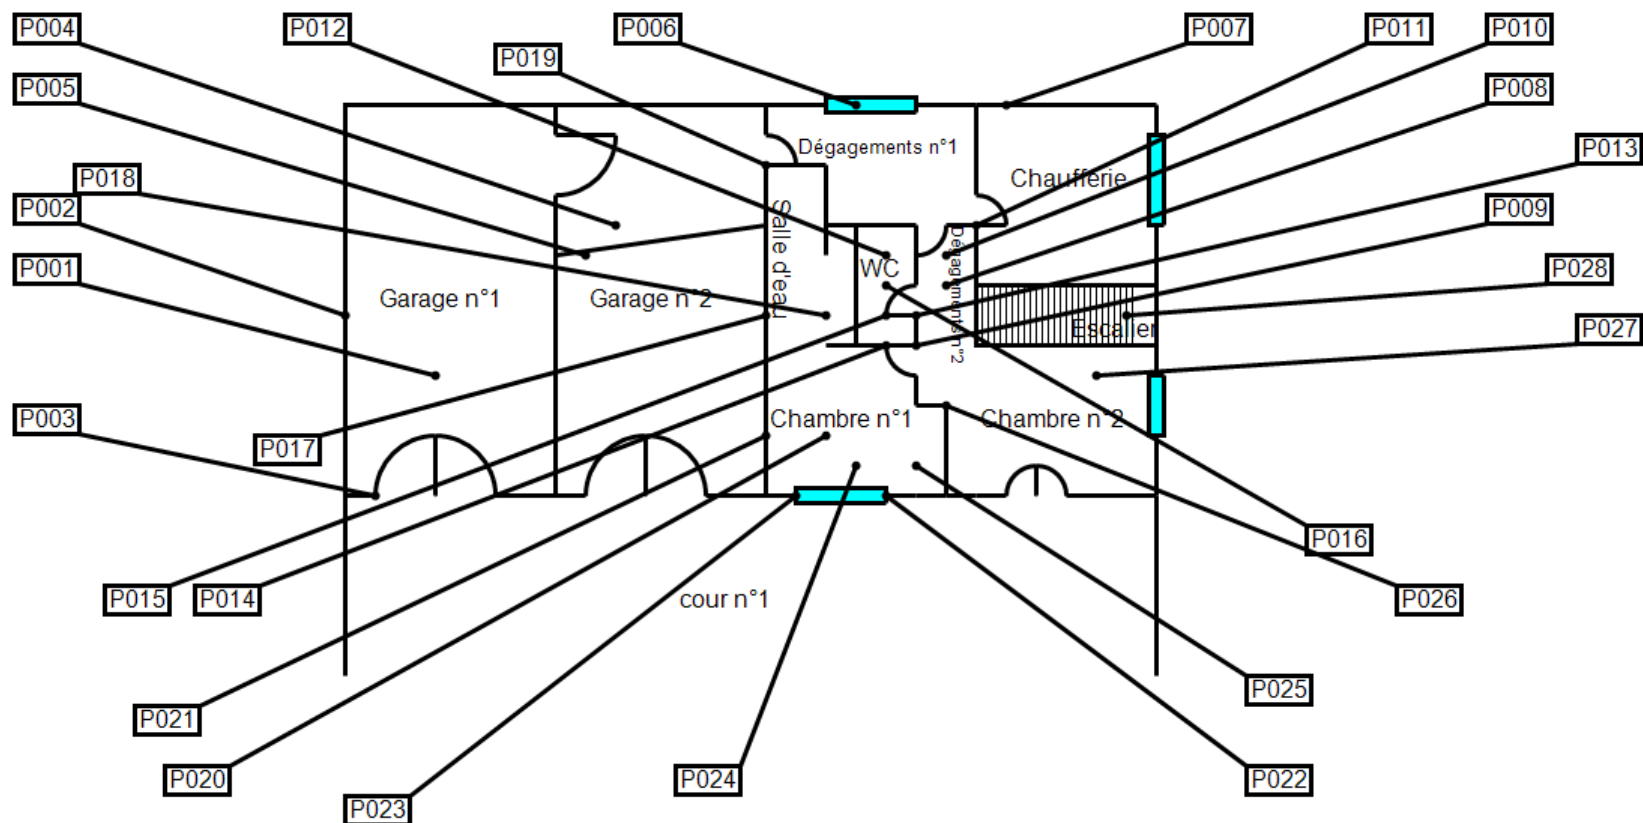 P004
P012
P006
P007
P011
P010
P019
P005
P008
Dégagements n°1
P013
P018
Chaufferie
P002
Salle d'eau
P009
Dégagements n°2
P001
WC
P028
Garage n°1
Garage n°2
Escalier
P027
P003
Chambre n°1
Chambre n°2
P017
P016
P015
P014
cour n°1
P026
P021
P025
P020
P024
P022
P023